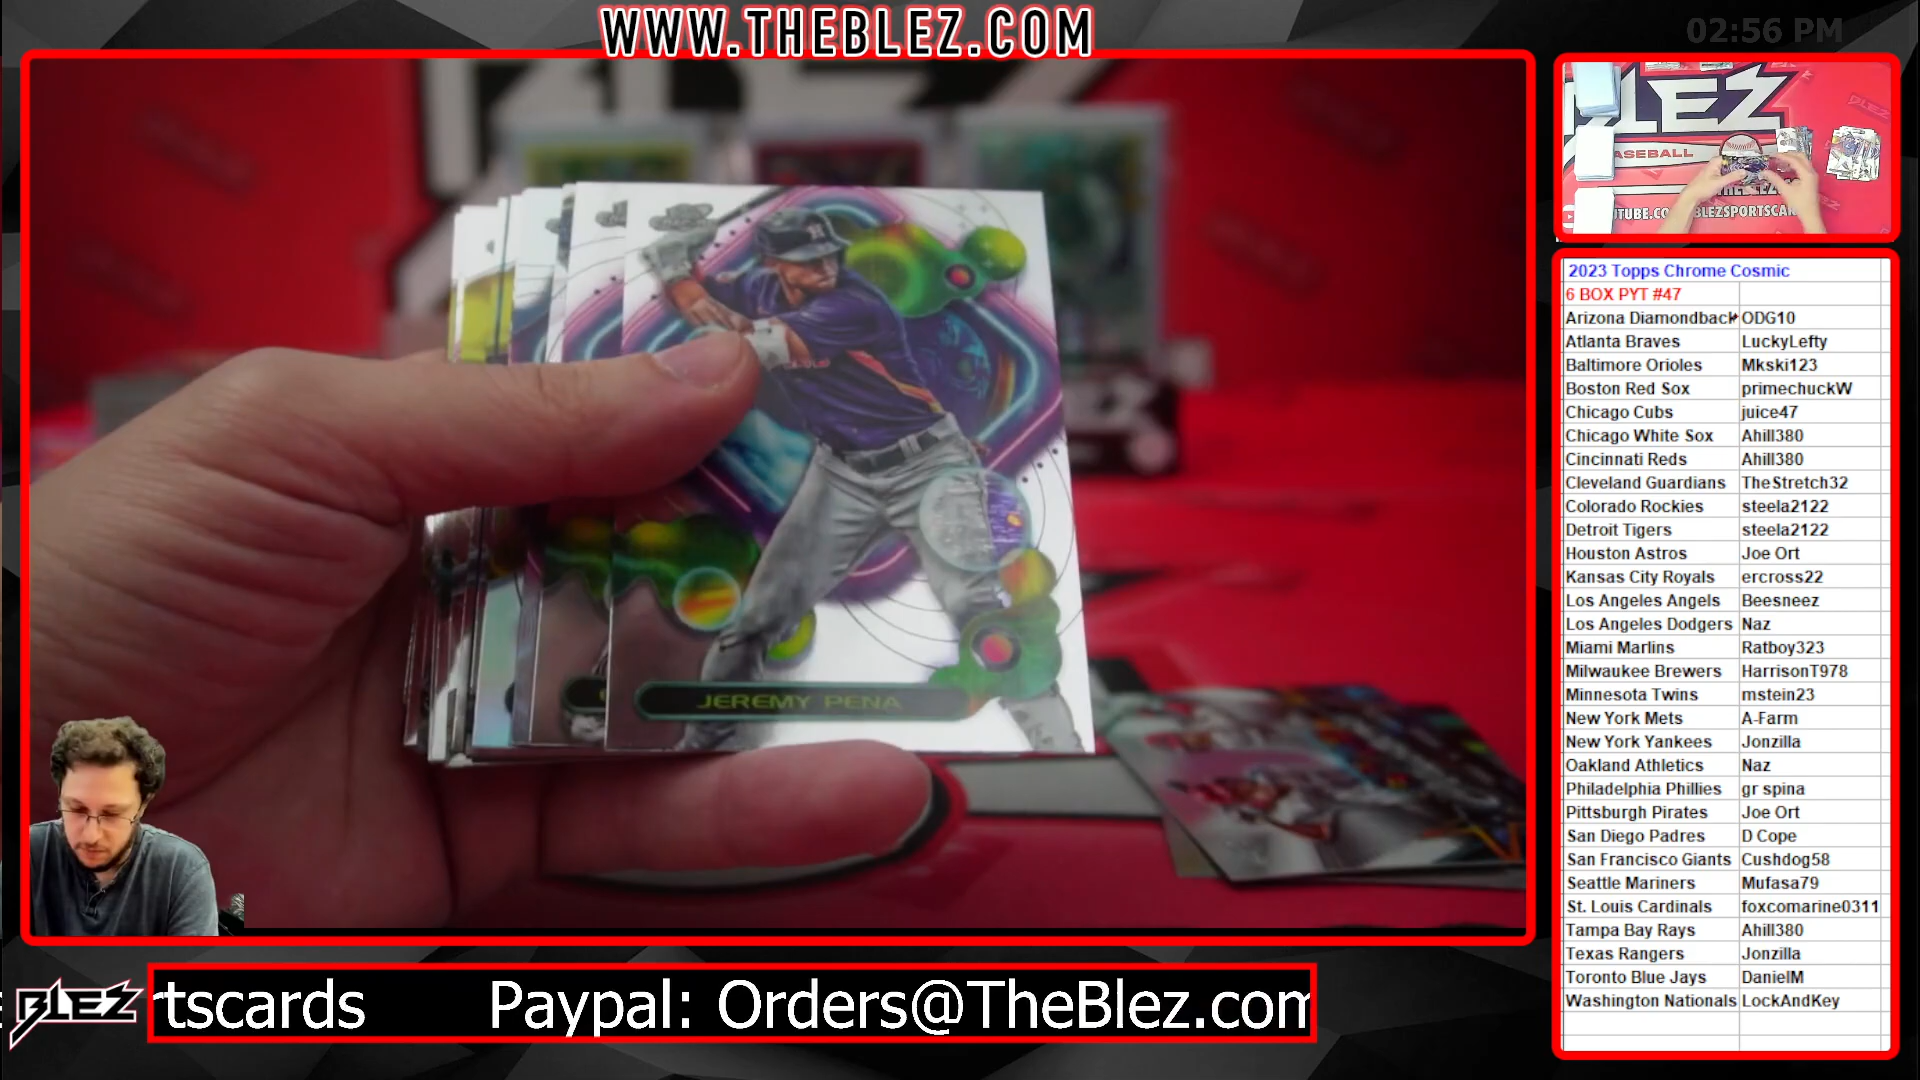 WWW.THEBLEZ.COM
02:56 PM
JEREMY PENA
BLEZ
ASEBALL
UTUBE.CO
BLEZSPORTSCAR
2023 Topps Chrome Cosmic
6 BOX PYT #47
Arizona Diamondback ODG10
Atlanta Braves LuckyLefty
Baltimore Orioles Mkski123
Boston Red Sox primechuckW
Chicago Cubs juice47
Chicago White Sox Ahill380
Cincinnati Reds Ahill380
Cleveland Guardians TheStretch32
Colorado Rockies steela2122
Detroit Tigers steela2122
Houston Astros Joe Ort
Kansas City Royals ercross22
Los Angeles Angels Beesneez
Los Angeles Dodgers Naz
Miami Marlins Ratboy323
Milwaukee Brewers HarrisonT978
Minnesota Twins mstein23
New York Mets A-Farm
New York Yankees Jonzilla
Oakland Athletics Naz
Philadelphia Phillies gr spina
Pittsburgh Pirates Joe Ort
San Diego Padres D Cope
San Francisco Giants Cushdog58
Seattle Mariners Mufasa79
St. Louis Cardinals foxcomarine0311
Tampa Bay Rays Ahill380
Texas Rangers Jonzilla
Toronto Blue Jays DanielM
Washington Nationals LockAndKey
BLEZ
rtscards Paypal: Orders@TheBlez.com